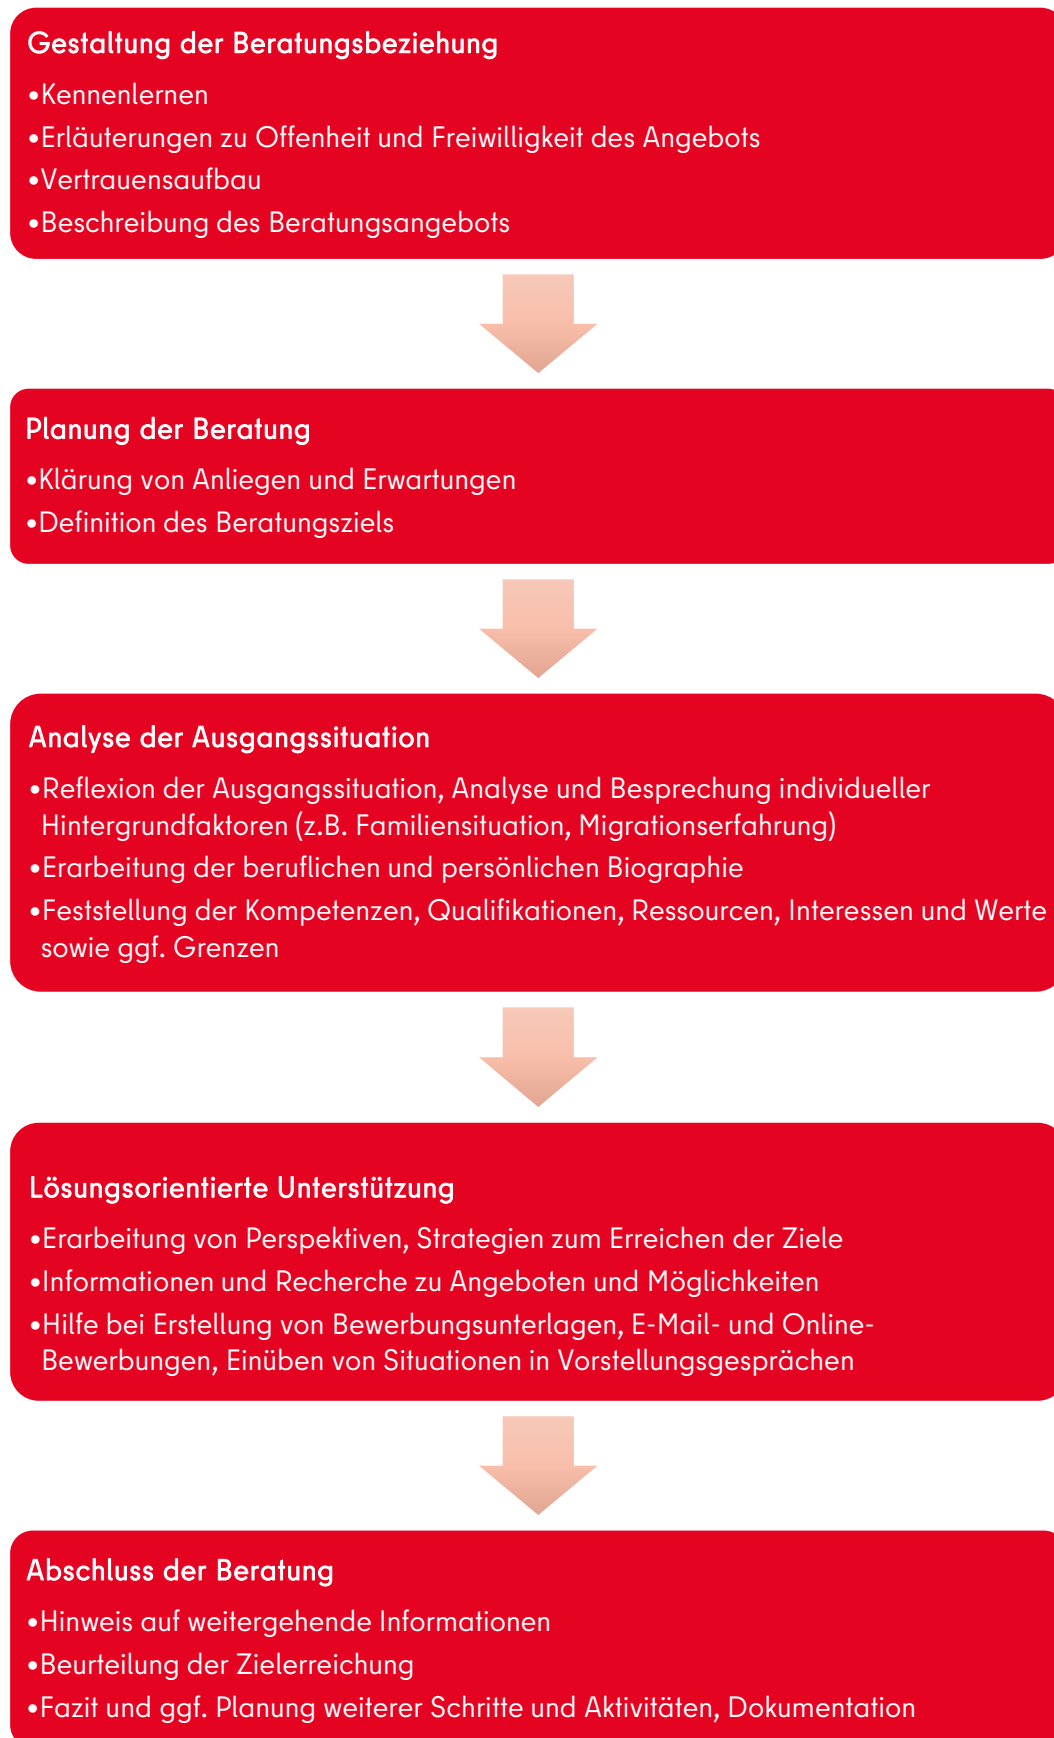 Gestaltung der Beratungsbeziehung
•Kennenlernen
•Erläuterungen zu Offenheit und Freiwilligkeit des Angebots
•Vertrauensaufbau
•Beschreibung des Beratungsangebots
Planung der Beratung
•Klärung von Anliegen und Erwartungen
•Definition des Beratungsziels
Analyse der Ausgangssituation
•Reflexion der Ausgangssituation, Analyse und Besprechung individueller
Hintergrundfaktoren (z.B. Familiensituation, Migrationserfahrung)
•Erarbeitung der beruflichen und persönlichen Biographie
•Feststellung der Kompetenzen, Qualifikationen, Ressourcen, Interessen und Werte
sowie ggf. Grenzen
Lösungsorientierte Unterstützung
•Erarbeitung von Perspektiven, Strategien zum Erreichen der Ziele
•Informationen und Recherche zu Angeboten und Möglichkeiten
•Hilfe bei Erstellung von Bewerbungsunterlagen, E-Mail- und Online-
Bewerbungen, Einüben von Situationen in Vorstellungsgesprächen
Abschluss der Beratung
•Hinweis auf weitergehende Informationen
•Beurteilung der Zielerreichung
•Fazit und ggf. Planung weiterer Schritte und Aktivitäten, Dokumentation